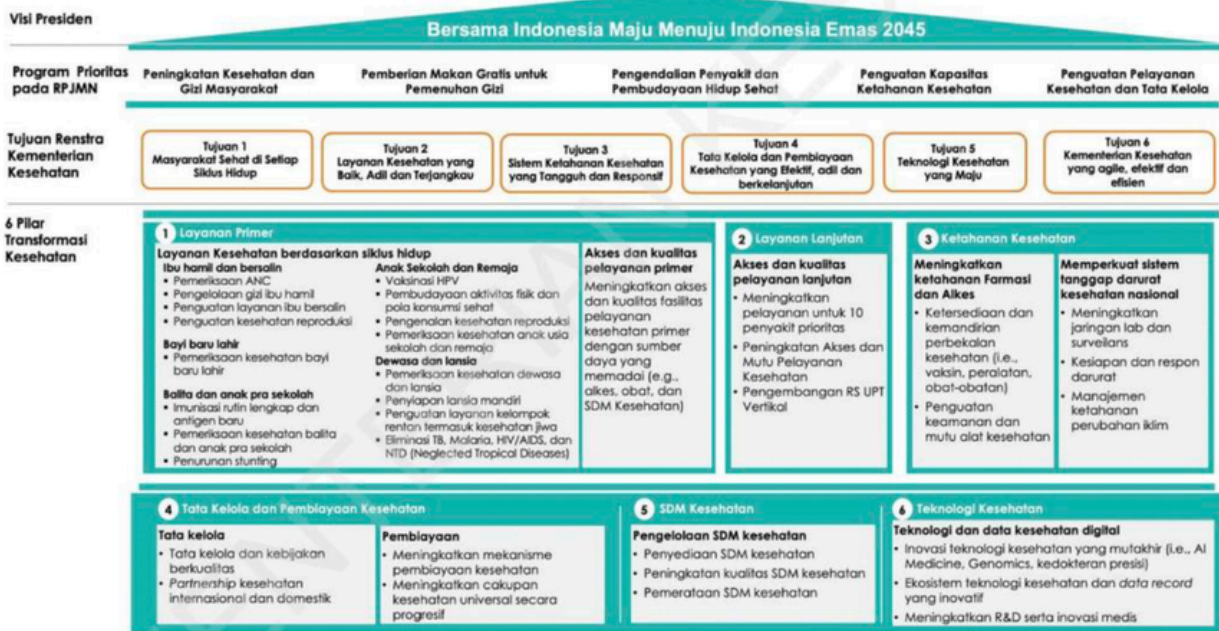 Visi Presiden
Bersama Indonesia Maju Menuju Indonesia Emas 2045
Program Prioritas
pada RPJMN
Peningkatan Kesehatan dan
Gizi Masyarakat
Pemberian Makan Gratis untuk
Pemenuhan Gizi
Pengendalian Penyakit dan
Pembudayaan Hidup Sehat
Penguatan Kapasitas
Ketahanan Kesehatan
Penguatan Pelayanan
Kesehatan dan Tata Kelola
Tujuan Renstra
Kementerian
Kesehatan
Tujuan 1
Masyarakat Sehat di Setiap
Siklus Hidup
Tujuan 2
Layanan Kesehatan yang
Baik, Adil dan Terjangkau
Tujuan 3
Sistem Ketahanan Kesehatan
yang Tangguh dan Responsif
Tujuan 4
Tata Kelola dan Pembiayaan
Kesehatan yang Efektif, adil dan
berkelanjutan
Tujuan 5
Teknologi Kesehatan
yang Maju
Tujuan 6
Kementerian Kesehatan
yang agile, efektif dan
efisien
6 Pilar
Transformasi
Kesehatan
1 Layanan Primer
Layanan Kesehatan berdasarkan siklus hidup
Ibu hamil dan bersalin
• Pemeriksaan ANC
• Pengelolaan gizi ibu hamil
• Penguatan layanan ibu bersalin
• Penguatan kesehatan reproduksi
Bayi baru lahir
• Pemeriksaan kesehatan bayi
baru lahir
Balita dan anak pra sekolah
• Imunisasi rutin lengkap dan
antigen baru
• Pemeriksaan kesehatan balita
dan anak pra sekolah
• Penurunan stunting
Anak Sekolah dan Remaja
• Vaksinasi HPV
• Pembudayaan aktivitas fisik dan
pola konsumsi sehat
• Pengenalan kesehatan reproduksi
• Pemeriksaan kesehatan anak usia
sekolah dan remaja
Dewasa dan lansia
• Pemeriksaan kesehatan dewasa
dan lansia
• Penyiapan lansia mandiri
• Penguatan layanan kelompok
rentan termasuk kesehatan jiwa
• Eliminasi TB, Malaria, HIV/AIDS, dan
NTD (Neglected Tropical Diseases)
Akses dan kualitas
pelayanan primer
Meningkatkan akses
dan kualitas fasilitas
pelayanan
kesehatan primer
dengan sumber
daya yang
memadai (e.g.,
alkes, obat, dan
SDM Kesehatan)
2 Layanan Lanjutan
Akses dan kualitas
pelayanan lanjutan
• Meningkatkan
pelayanan untuk 10
penyakit prioritas
• Peningkatan Akses dan
Mutu Pelayanan
Kesehatan
• Pengembangan RS UPT
Vertikal
3 Ketahanan Kesehatan
Meningkatkan
ketahanan Farmasi
dan Alkes
• Ketersediaan dan
kemandirian
perbekalan
kesehatan (i.e.,
vaksin, peralatan,
obat-obatan)
• Penguatan
keamanan dan
mutu alat kesehatan
Memperkuat sistem
tanggap darurat
kesehatan nasional
• Meningkatkan
jaringan lab dan
surveilans
• Kesiapan dan respon
darurat
• Manajemen
ketahanan
perubahan iklim
4 Tata Kelola dan Pembiayaan Kesehatan
Tata kelola
• Tata kelola dan kebijakan
berkualitas
• Partnership kesehatan
internasional dan domestik
Pembiayaan
• Meningkatkan mekanisme
pembiayaan kesehatan
• Meningkatkan cakupan
kesehatan universal secara
progresif
5 SDM Kesehatan
Pengelolaan SDM kesehatan
• Penyediaan SDM kesehatan
• Peningkatan kualitas SDM kesehatan
• Pemerataan SDM kesehatan
6 Teknologi Kesehatan
Teknologi dan data kesehatan digital
• Inovasi teknologi kesehatan yang mutakhir (i.e., AI
Medicine, Genomics, kedokteran presisi)
• Ekosistem teknologi kesehatan dan data record
yang inovatif
• Meningkatkan R&D serta inovasi medis